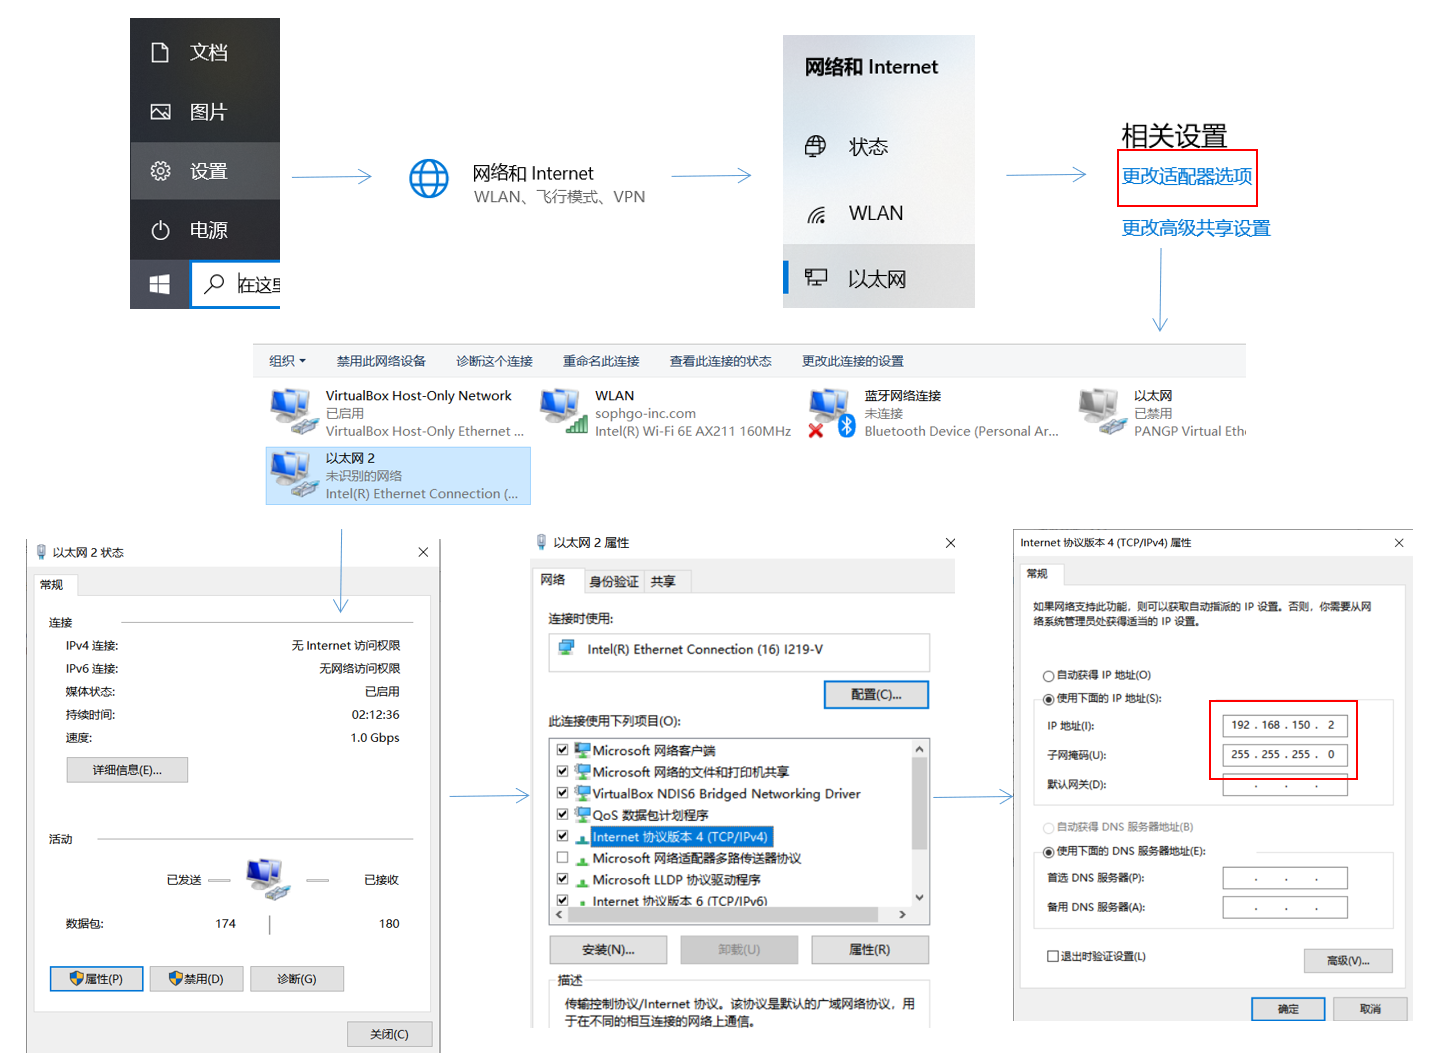 文档
图片
设置
电源
在这里
网络和 Internet
WLAN、飞行模式、VPN
网络和 Internet
状态
WLAN
以太网
相关设置
更改适配器选项
更改高级共享设置
组织 禁用此网络设备 诊断这个连接 重命名此连接 查看此连接的状态 更改此连接的设置
VirtualBox Host-Only Network
已启用
VirtualBox Host-Only Ethernet ...
WLAN
sophgo-inc.com
Intel(R) Wi-Fi 6E AX211 160MHz
蓝牙网络连接
未连接
Bluetooth Device (Personal Ar...
以太网
已禁用
PANGP Virtual Eth
以太网 2
未识别的网络
Intel(R) Ethernet Connection (...
以太网 2 状态
常规
连接
IPv4 连接: 无 Internet 访问权限
IPv6 连接: 无网络访问权限
媒体状态: 已启用
持续时间: 02:12:36
速度: 1.0 Gbps
详细信息(E)...
活动
已发送 已接收
数据包: 174 180
属性(P) 禁用(D) 诊断(G)
关闭(C)
以太网 2 属性
网络 身份验证 共享
连接时使用:
Intel(R) Ethernet Connection (16) I219-V
配置(C)...
此连接使用下列项目(O):
Microsoft 网络客户端
Microsoft 网络的文件和打印机共享
VirtualBox NDIS6 Bridged Networking Driver
QoS 数据包计划程序
Internet 协议版本 4 (TCP/IPv4)
Microsoft 网络适配器多路传送器协议
Microsoft LLDP 协议驱动程序
Internet 协议版本 6 (TCP/IPv6)
安装(N)... 卸载(U) 属性(R)
描述
传输控制协议/Internet 协议。该协议是默认的广域网络协议，用
于在不同的相互连接的网络上通信。
Internet 协议版本 4 (TCP/IPv4) 属性
常规
如果网络支持此功能，则可以获取自动指派的 IP 设置。否则，你需要从网
络系统管理员处获得适当的 IP 设置。
自动获得 IP 地址(O)
使用下面的 IP 地址(S):
IP 地址(I): 192 . 168 . 150 . 2
子网掩码(U): 255 . 255 . 255 . 0
默认网关(D): . . .
自动获得 DNS 服务器地址(B)
使用下面的 DNS 服务器地址(E):
首选 DNS 服务器(P): . . .
备用 DNS 服务器(A): . . .
退出时验证设置(L)
高级(V)...
确定 取消